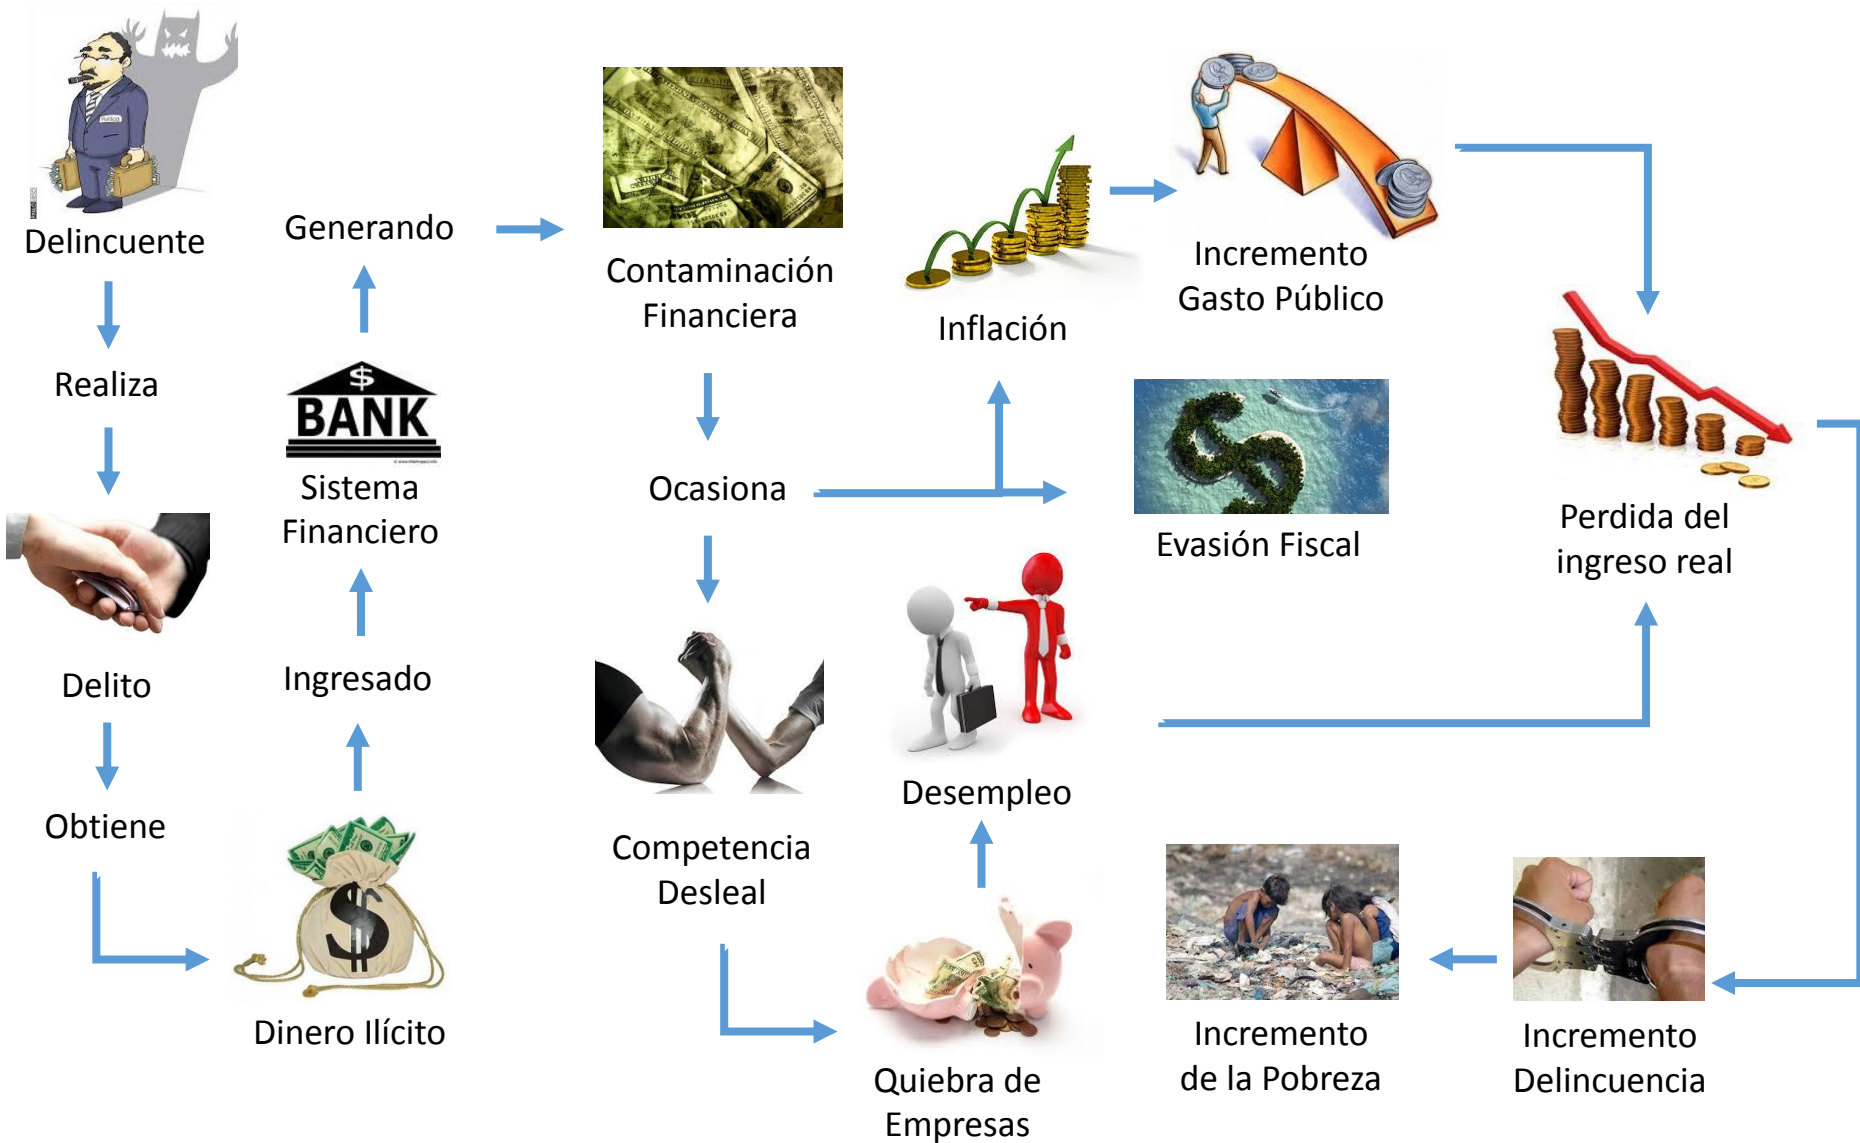 Político
Delincuente
Realiza
Delito
Obtiene
Dinero Ilícito
Ingresado
$
BANK
Sistema
Financiero
Generando
Contaminación
Financiera
Ocasiona
Inflación
Incremento
Gasto Público
Evasión Fiscal
Competencia
Desleal
Quiebra de
Empresas
Desempleo
Perdida del
ingreso real
Incremento
Delincuencia
Incremento
de la Pobreza